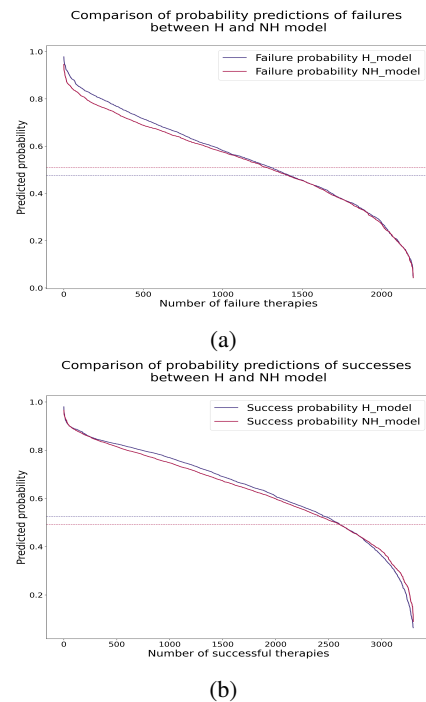 Comparison of probability predictions of failures
between H and NH model
1.0
0.8
0.6
0.4
0.2
0.0
Predicted probability
Failure probability H_model
Failure probability NH_model
0 500 1000 1500 2000
Number of failure therapies
(a)
Comparison of probability predictions of successes
between H and NH model
1.0
0.8
0.6
0.4
0.2
Predicted probability
Success probability H_model
Success probability NH_model
0 500 1000 1500 2000 2500 3000
Number of successful therapies
(b)